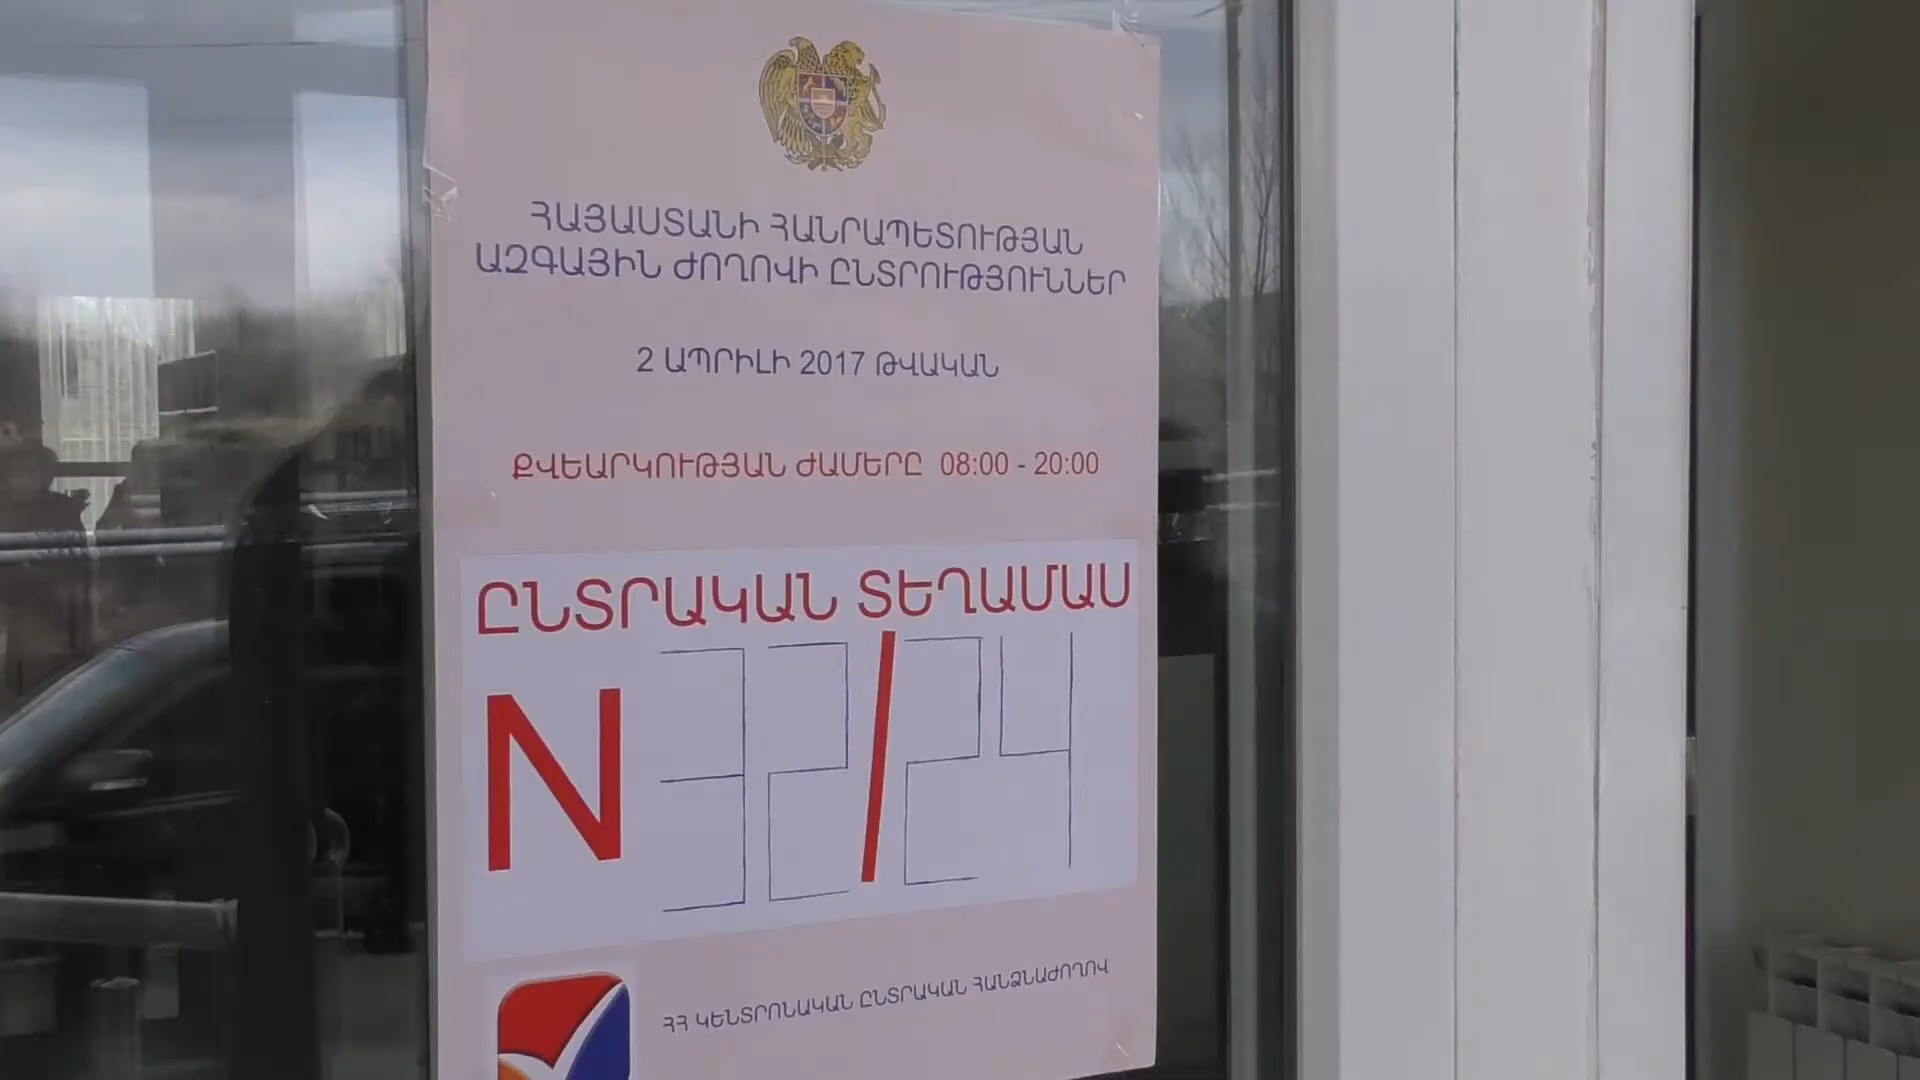 ՀԱՅԱՍՏԱՆԻ ՀԱՆՐԱՊԵՏՈՒԹՅԱՆ
ԱԶԳԱՅԻՆ ԺՈՂՈՎԻ ԸՆՏՐՈՒԹՅՈՒՆՆԵՐ
2 ԱՊՐԻԼԻ 2017 ԹՎԱԿԱՆ
ՔՎԵԱՐԿՈՒԹՅԱՆ ԺԱՄԵՐԸ 08:00 - 20:00
ԸՆՏՐԱԿԱՆ ՏԵՂԱՄԱՍ
N 32/24
ՀՀ ԿԵՆՏՐՈՆԱԿԱՆ ԸՆՏՐԱԿԱՆ ՀԱՆՁՆԱԺՈՂՈՎ